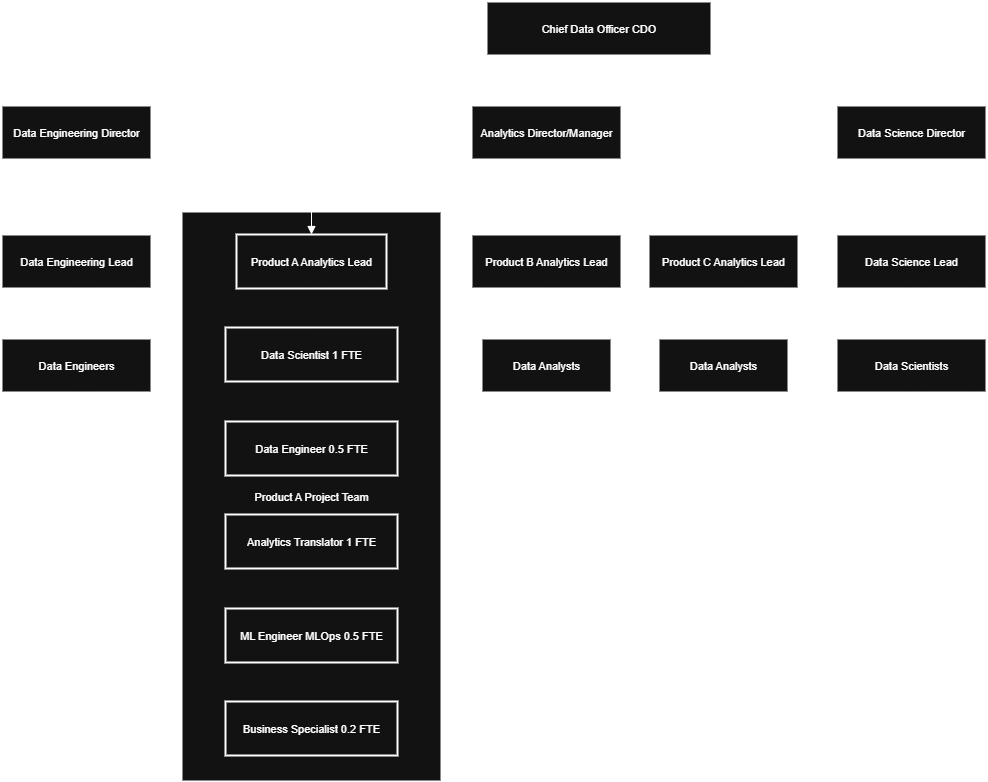 Chief Data Officer CDO
Data Engineering Director
Analytics Director/Manager
Data Science Director
Data Engineering Lead
Product A Analytics Lead
Product B Analytics Lead
Product C Analytics Lead
Data Science Lead
Data Scientist 1 FTE
Data Engineers
Data Analysts
Data Analysts
Data Scientists
Data Engineer 0.5 FTE
Product A Project Team
Analytics Translator 1 FTE
ML Engineer MLOps 0.5 FTE
Business Specialist 0.2 FTE